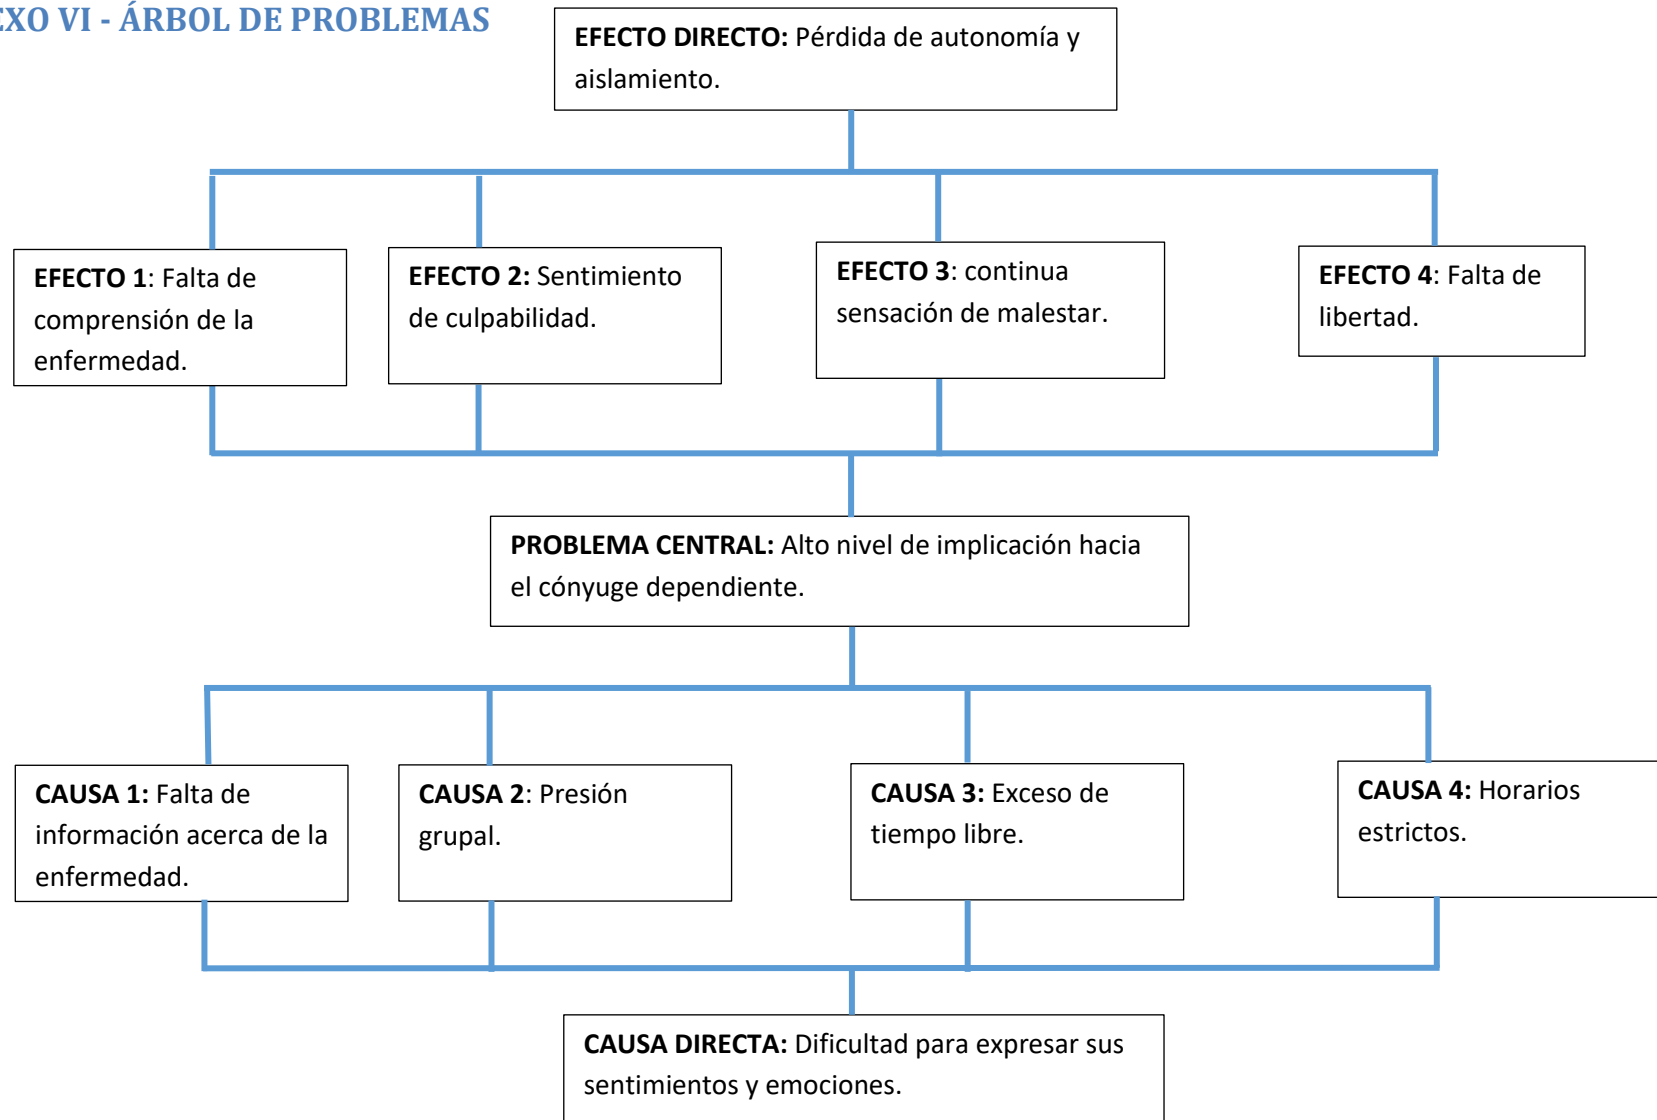 EXO VI - ÁRBOL DE PROBLEMAS
EFECTO DIRECTO: Pérdida de autonomía y
aislamiento.
EFECTO 1: Falta de
comprensión de la
enfermedad.
EFECTO 2: Sentimiento
de culpabilidad.
EFECTO 3: continua
sensación de malestar.
EFECTO 4: Falta de
libertad.
PROBLEMA CENTRAL: Alto nivel de implicación hacia
el cónyuge dependiente.
CAUSA 1: Falta de
información acerca de la
enfermedad.
CAUSA 2: Presión
grupal.
CAUSA 3: Exceso de
tiempo libre.
CAUSA 4: Horarios
estrictos.
CAUSA DIRECTA: Dificultad para expresar sus
sentimientos y emociones.